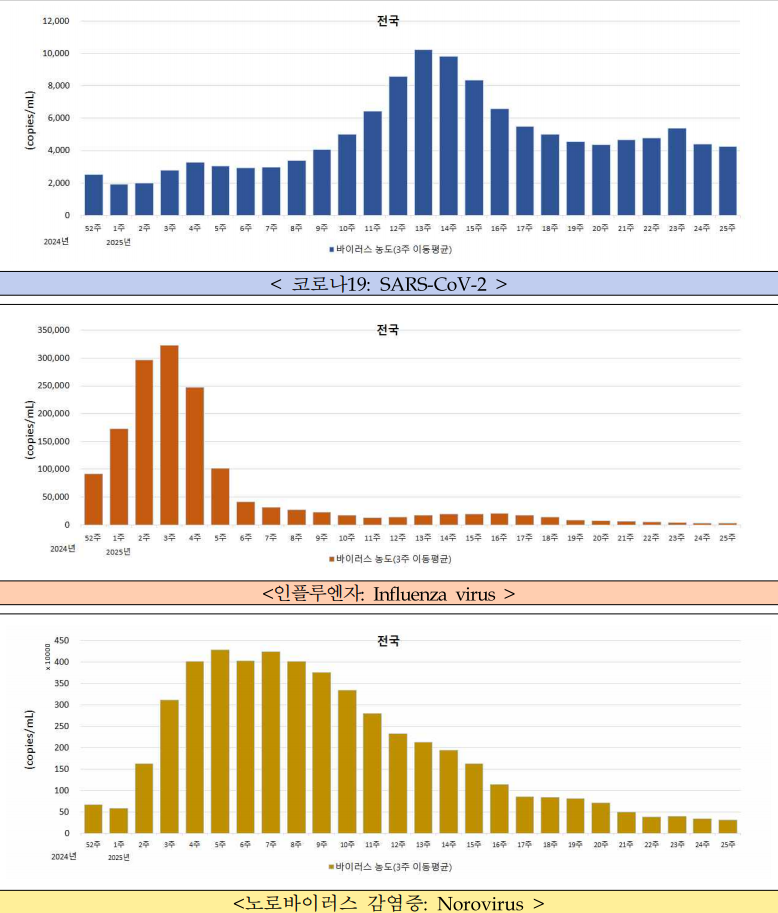 전국
12,000
10,000
8,000
6,000
4,000
2,000
0
(copies/mL)
52주 1주 2주 3주 4주 5주 6주 7주 8주 9주 10주 11주 12주 13주 14주 15주 16주 17주 18주 19주 20주 21주 22주 23주 24주 25주
2024년 2025년
바이러스 농도(3주 이동평균)
< 코로나19: SARS-CoV-2 >
전국
350,000
300,000
250,000
200,000
150,000
100,000
50,000
0
(copies/mL)
52주 1주 2주 3주 4주 5주 6주 7주 8주 9주 10주 11주 12주 13주 14주 15주 16주 17주 18주 19주 20주 21주 22주 23주 24주 25주
2024년 2025년
바이러스 농도(3주 이동평균)
<인플루엔자: Influenza virus >
전국
x 10000
450
400
350
300
250
200
150
100
50
0
(copies/mL)
52주 1주 2주 3주 4주 5주 6주 7주 8주 9주 10주 11주 12주 13주 14주 15주 16주 17주 18주 19주 20주 21주 22주 23주 24주 25주
2024년 2025년
바이러스 농도(3주 이동평균)
<노로바이러스 감염증: Norovirus >